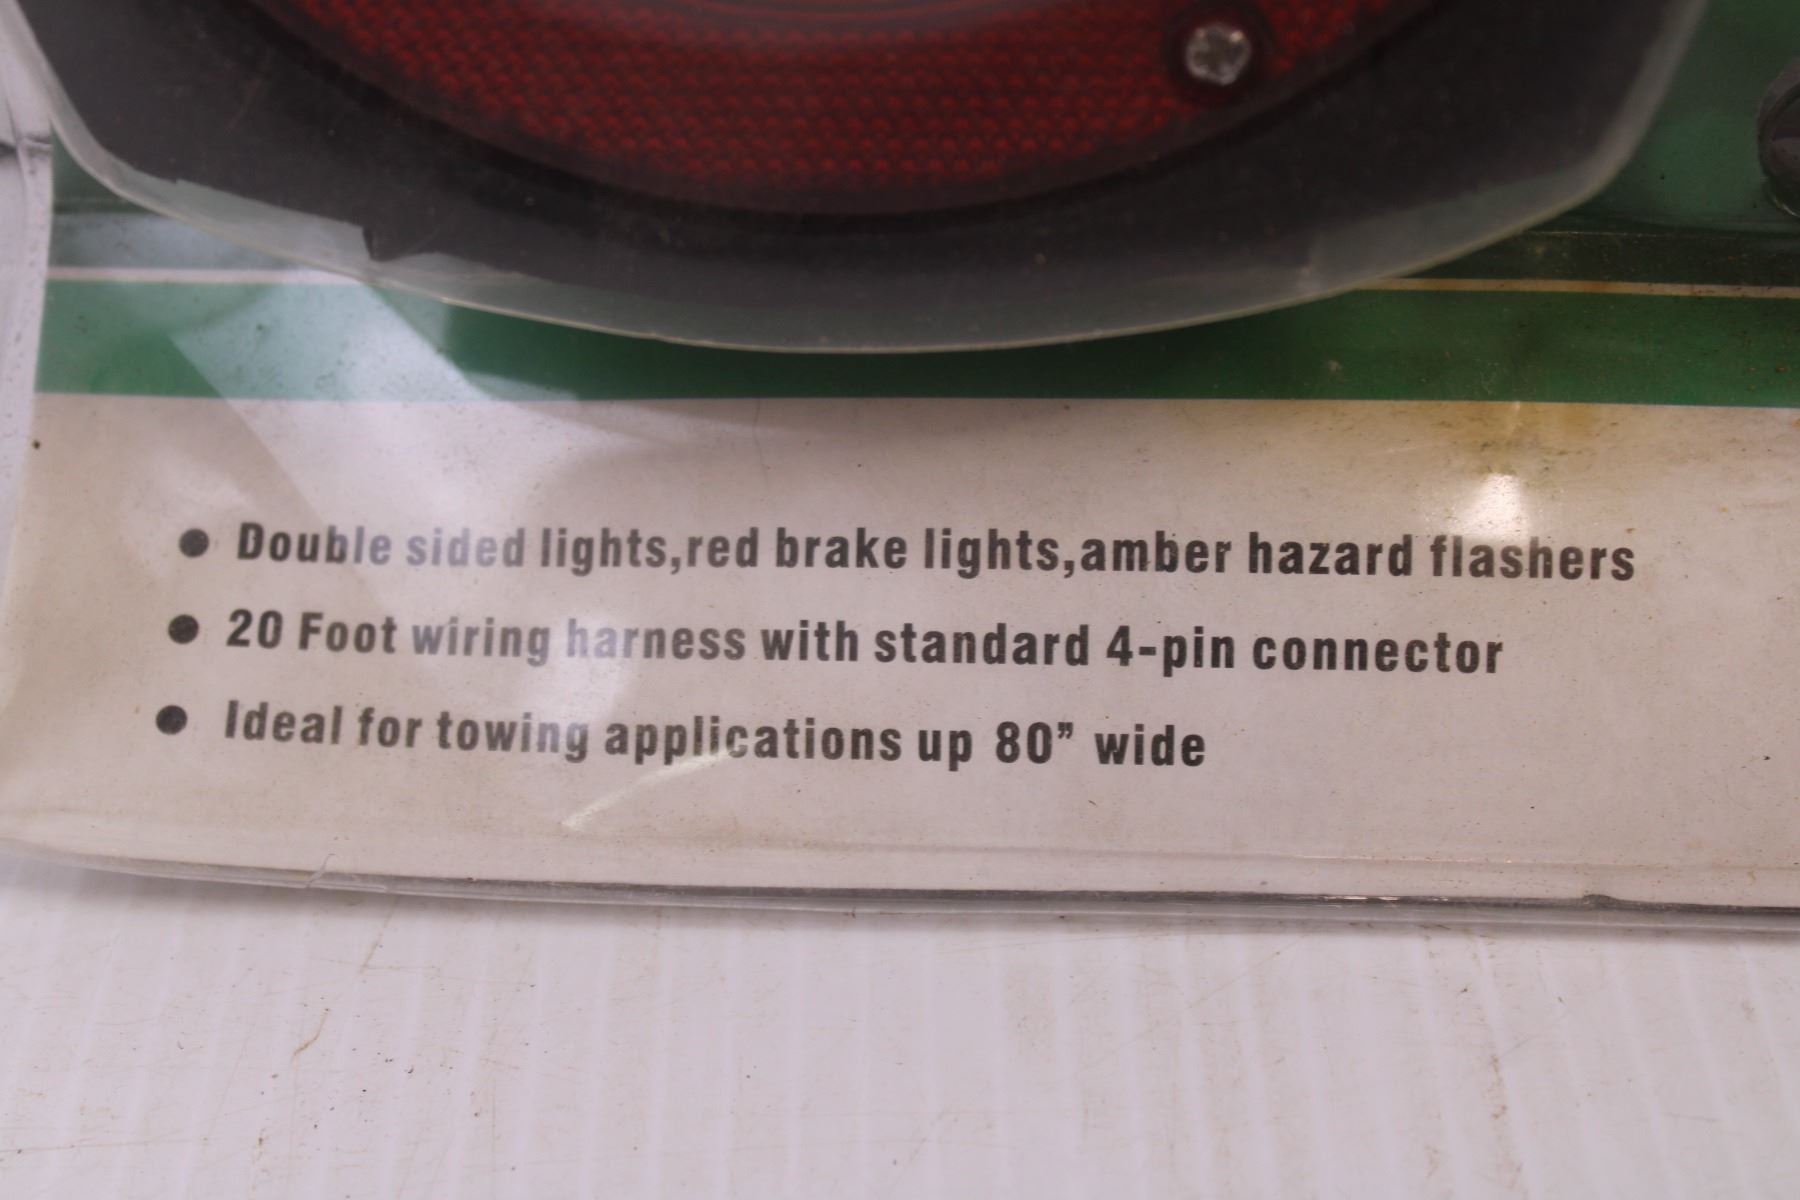 ● Double sided lights,red brake lights,amber hazard flashers
● 20 Foot wiring harness with standard 4-pin connector
● Ideal for towing applications up 80” wide